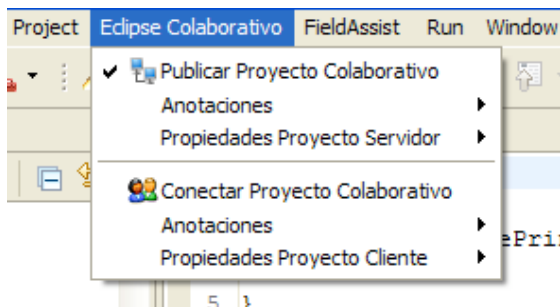 Project Eclipse Colaborativo FieldAssist Run Window
Publicar Proyecto Colaborativo
Anotaciones
Propiedades Proyecto Servidor
Conectar Proyecto Colaborativo
ePri
Anotaciones
Propiedades Proyecto Cliente
5 }